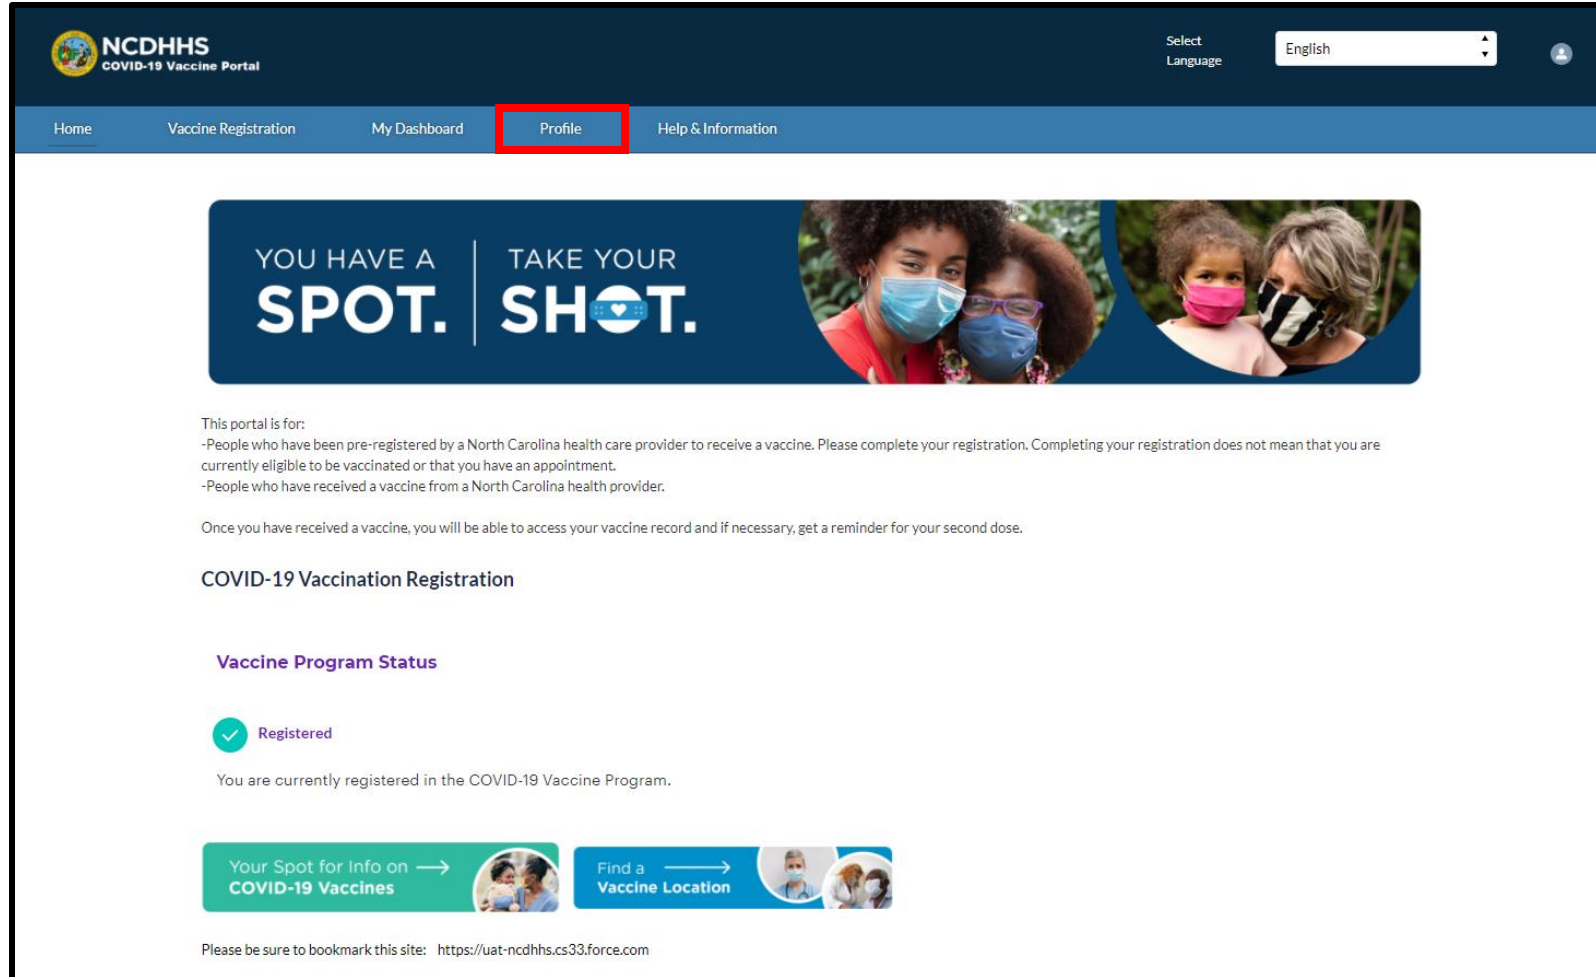 NCDHHS
COVID-19 Vaccine Portal
Select
Language
English
Home Vaccine Registration My Dashboard Profile Help & Information
YOU HAVE A
SPOT.
TAKE YOUR
SHOT.
This portal is for:
-People who have been pre-registered by a North Carolina health care provider to receive a vaccine. Please complete your registration. Completing your registration does not mean that you are
currently eligible to be vaccinated or that you have an appointment.
-People who have received a vaccine from a North Carolina health provider.
Once you have received a vaccine, you will be able to access your vaccine record and if necessary, get a reminder for your second dose.
COVID-19 Vaccination Registration
Vaccine Program Status
Registered
You are currently registered in the COVID-19 Vaccine Program.
Your Spot for Info on
COVID-19 Vaccines
Find a
Vaccine Location
Please be sure to bookmark this site: https://uat-ncdhhs.cs33.force.com